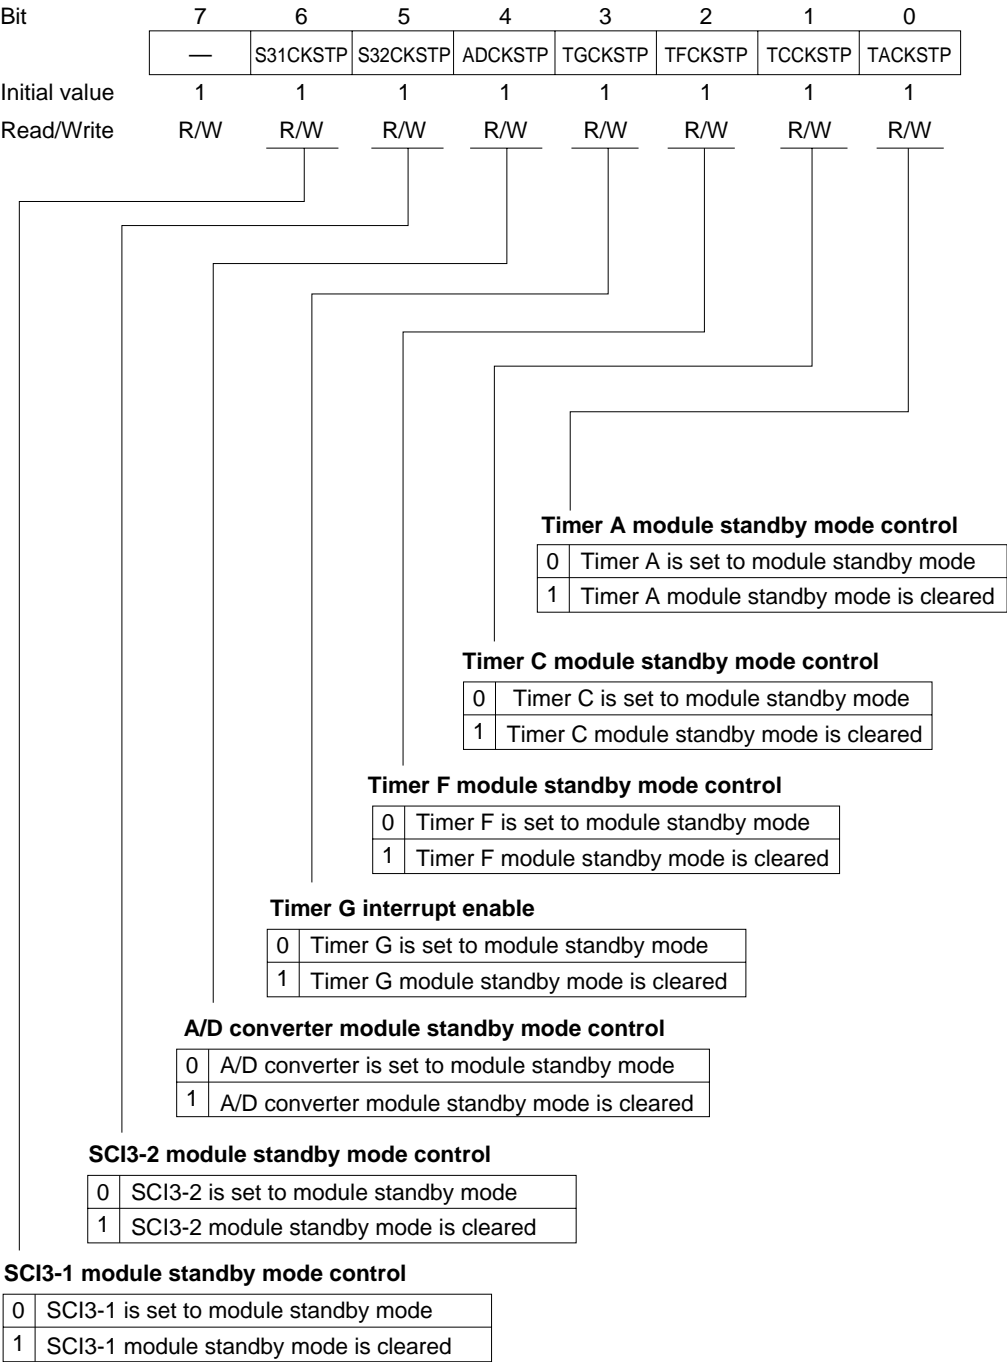 Bit 7 6 5 4 3 2 1 0
— S31CKSTP S32CKSTP ADCKSTP TGCKSTP TFCKSTP TCCKSTP TACKSTP
Initial value 1 1 1 1 1 1 1 1
Read/Write R/W R/W R/W R/W R/W R/W R/W R/W
Timer A module standby mode control
0 Timer A is set to module standby mode
1 Timer A module standby mode is cleared
Timer C module standby mode control
0 Timer C is set to module standby mode
1 Timer C module standby mode is cleared
Timer F module standby mode control
0 Timer F is set to module standby mode
1 Timer F module standby mode is cleared
Timer G interrupt enable
0 Timer G is set to module standby mode
1 Timer G module standby mode is cleared
A/D converter module standby mode control
0 A/D converter is set to module standby mode
1 A/D converter module standby mode is cleared
SCI3-2 module standby mode control
0 SCI3-2 is set to module standby mode
1 SCI3-2 module standby mode is cleared
SCI3-1 module standby mode control
0 SCI3-1 is set to module standby mode
1 SCI3-1 module standby mode is cleared